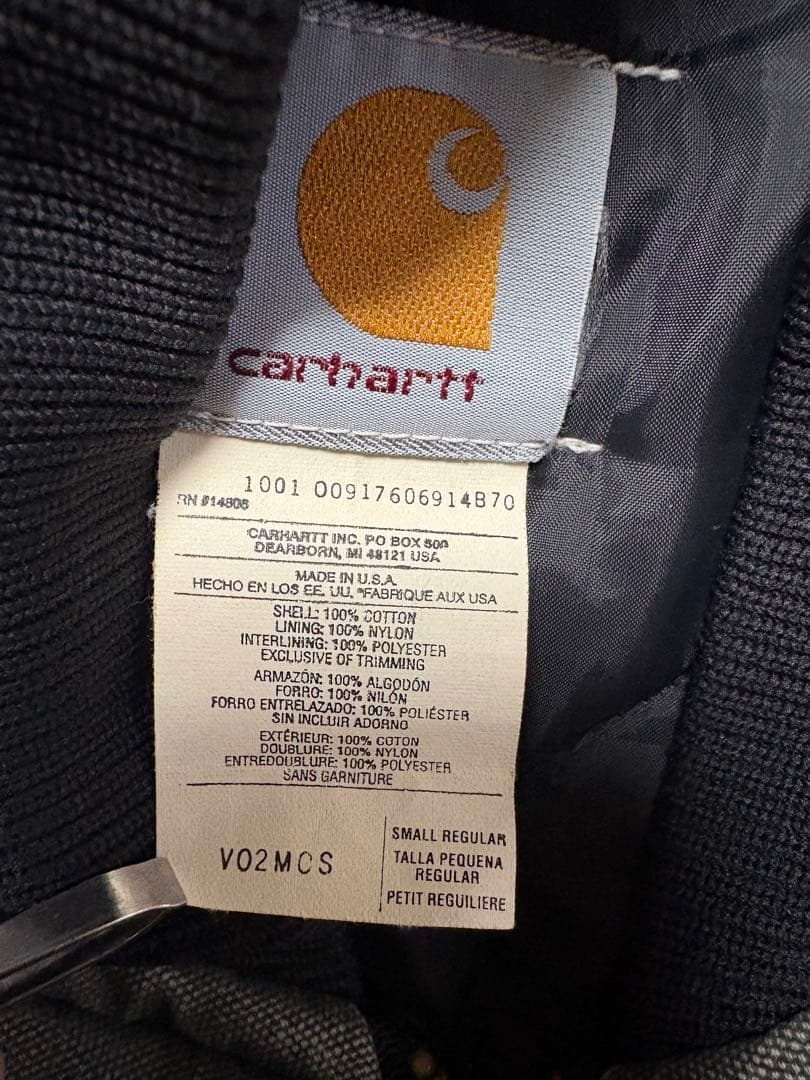 carhartt
1001 00917606914B70
RN #14806
CARHARTT INC. PO BOX 600
DEARBORN, MI 48121 USA
MADE IN U.S.A.
HECHO EN LOS EE. UU. *FABRIQUE AUX USA
SHELL: 100% COTTON
LINING: 100% NYLON
INTERLINING: 100% POLYESTER
EXCLUSIVE OF TRIMMING
ARMAZÓN: 100% ALGODÓN
FORRO: 100% NILÓN
FORRO ENTRELAZADO: 100% POLIÉSTER
SIN INCLUIR ADORNO
EXTÉRIEUR: 100% COTON
DOUBLURE: 100% NYLON
ENTREDOUBLURE: 100% POLYESTER
SANS GARNITURE
V02MCS
SMALL REGULAR
TALLA PEQUENA
REGULAR
PETIT REGUILIERE